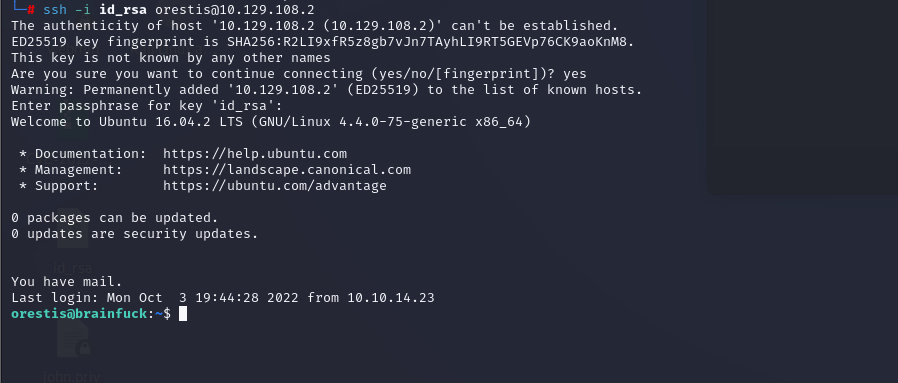 └─# ssh -i id_rsa orestis@10.129.108.2
The authenticity of host '10.129.108.2 (10.129.108.2)' can't be established.
ED25519 key fingerprint is SHA256:R2LI9xfR5z8gb7vJn7TAyhLI9RT5GEVp76CK9aoKnM8.
This key is not known by any other names
Are you sure you want to continue connecting (yes/no/[fingerprint])? yes
Warning: Permanently added '10.129.108.2' (ED25519) to the list of known hosts.
Enter passphrase for key 'id_rsa':
Welcome to Ubuntu 16.04.2 LTS (GNU/Linux 4.4.0-75-generic x86_64)
* Documentation:  https://help.ubuntu.com
* Management:     https://landscape.canonical.com
* Support:        https://ubuntu.com/advantage
0 packages can be updated.
0 updates are security updates.
id_rsa
You have mail.
Last login: Mon Oct  3 19:44:28 2022 from 10.10.14.23
orestis@brainfuck:~$
john.priv